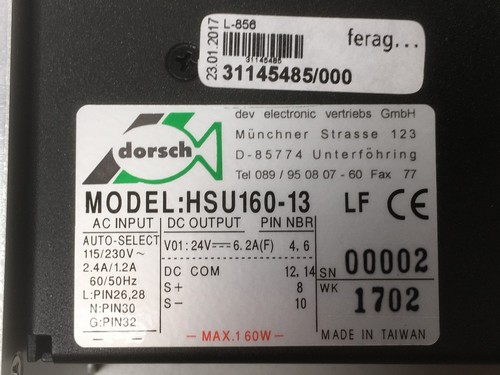 L-856
23.01.2017
31145485
ferag...
31145485/000
dev electronic vertriebs GmbH
Münchner Strasse 123
D-85774 Unterföhring
Tel 089/95 08 07-60 Fax 77
dorsch
MODEL:HSU160-13 LF CE
AC INPUT DC OUTPUT PIN NBR
AUTO-SELECT
115/230V~
2.4A/1.2A
60/50Hz
L:PIN26,28
N:PIN30
G:PIN32
V01:24V⎓6.2A(F) 4,6
DC COM 12,14
S+ 8
S- 10
-MAX.160W-
SN 00002
WK 1702
MADE IN TAIWAN